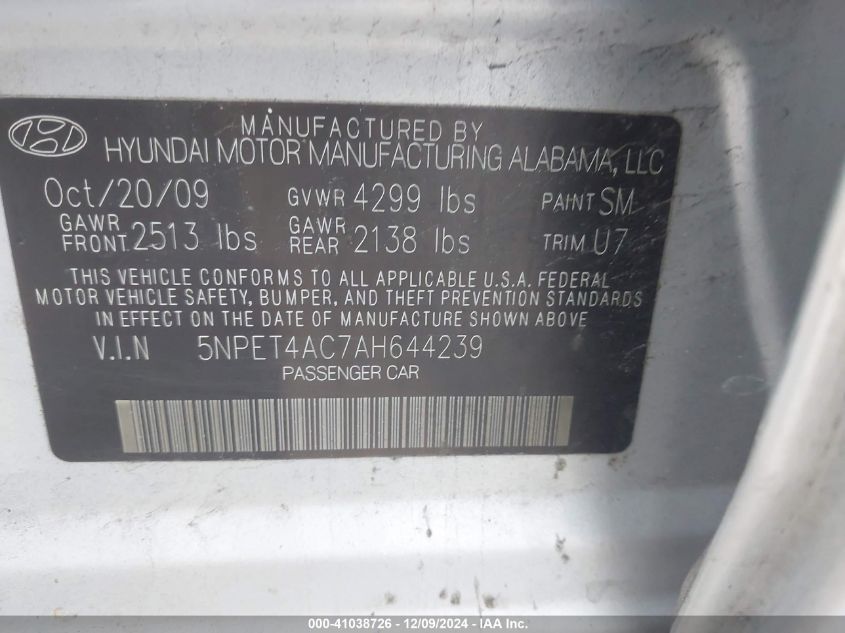 MANUFACTURED BY
HYUNDAI MOTOR MANUFACTURING ALABAMA, LLC
Oct/20/09 GVWR 4299 lbs PAINT SM
GAWR FRONT 2513 lbs GAWR REAR 2138 lbs TRIM U7
THIS VEHICLE CONFORMS TO ALL APPLICABLE U.S.A. FEDERAL
MOTOR VEHICLE SAFETY, BUMPER, AND THEFT PREVENTION STANDARDS
IN EFFECT ON THE DATE OF MANUFACTURE SHOWN ABOVE.
V.I.N 5NPET4AC7AH644239
PASSENGER CAR
000-41038726 - 12/09/2024 - IAA Inc.